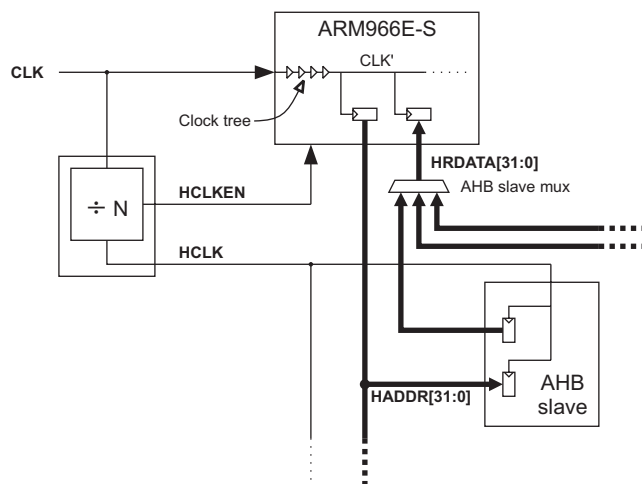 ARM966E-S
CLK
CLK'
Clock tree
HRDATA[31:0]
AHB slave mux
÷ N
HCLKEN
HCLK
HADDR[31:0]
AHB
slave